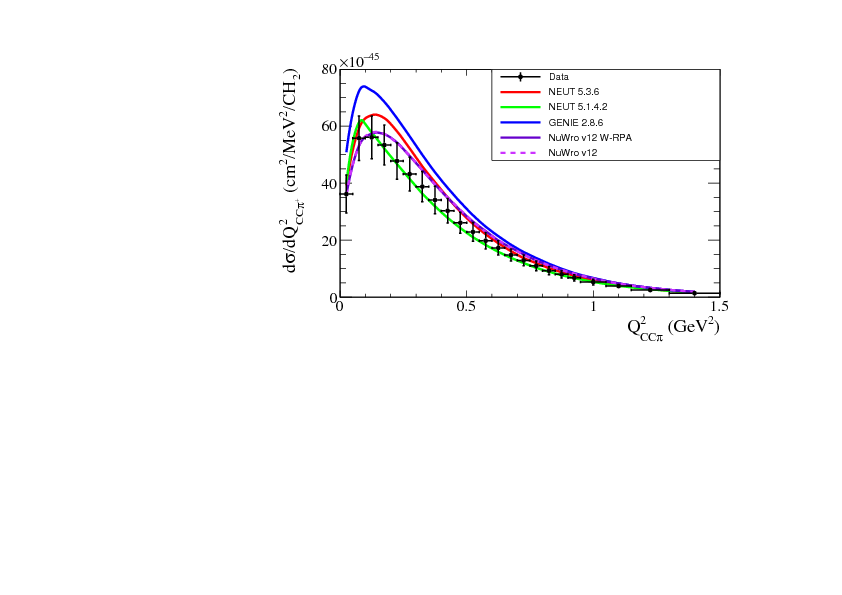 ×10⁻⁴⁵
80
60
40
20
0
dσ/dQ²CCπ⁺ (cm²/MeV²/CH₂)
Data
NEUT 5.3.6
NEUT 5.1.4.2
GENIE 2.8.6
NuWro v12 W-RPA
NuWro v12
0 0.5 1 1.5
Q²CCπ (GeV²)